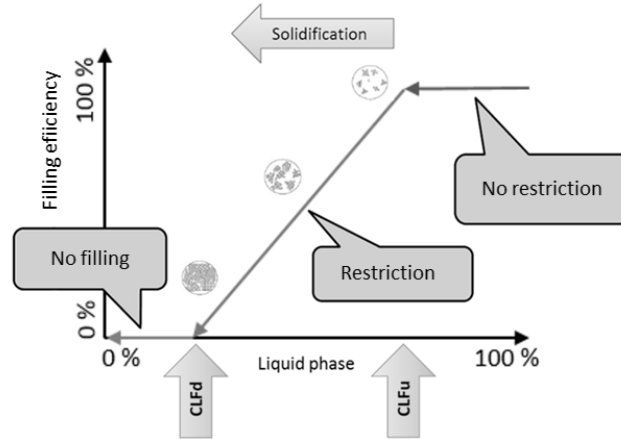 Solidification
100 %
Filling efiiciency
No restriction
No filling
Restriction
0 %
0 %
Liquid phase
100 %
CLFd
CLFu